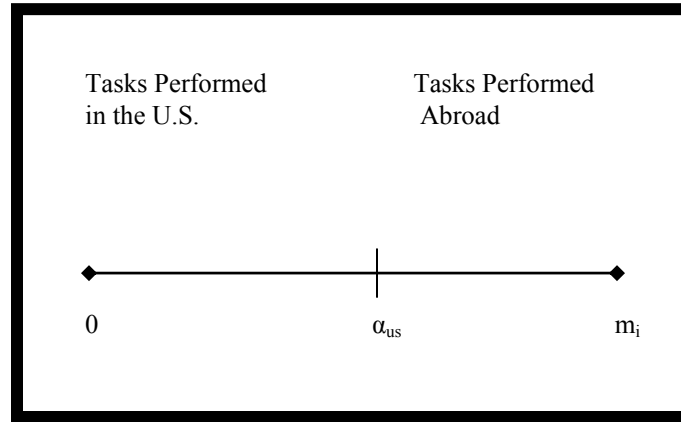 Tasks Performed
in the U.S.
Tasks Performed
Abroad
0
αus
mi